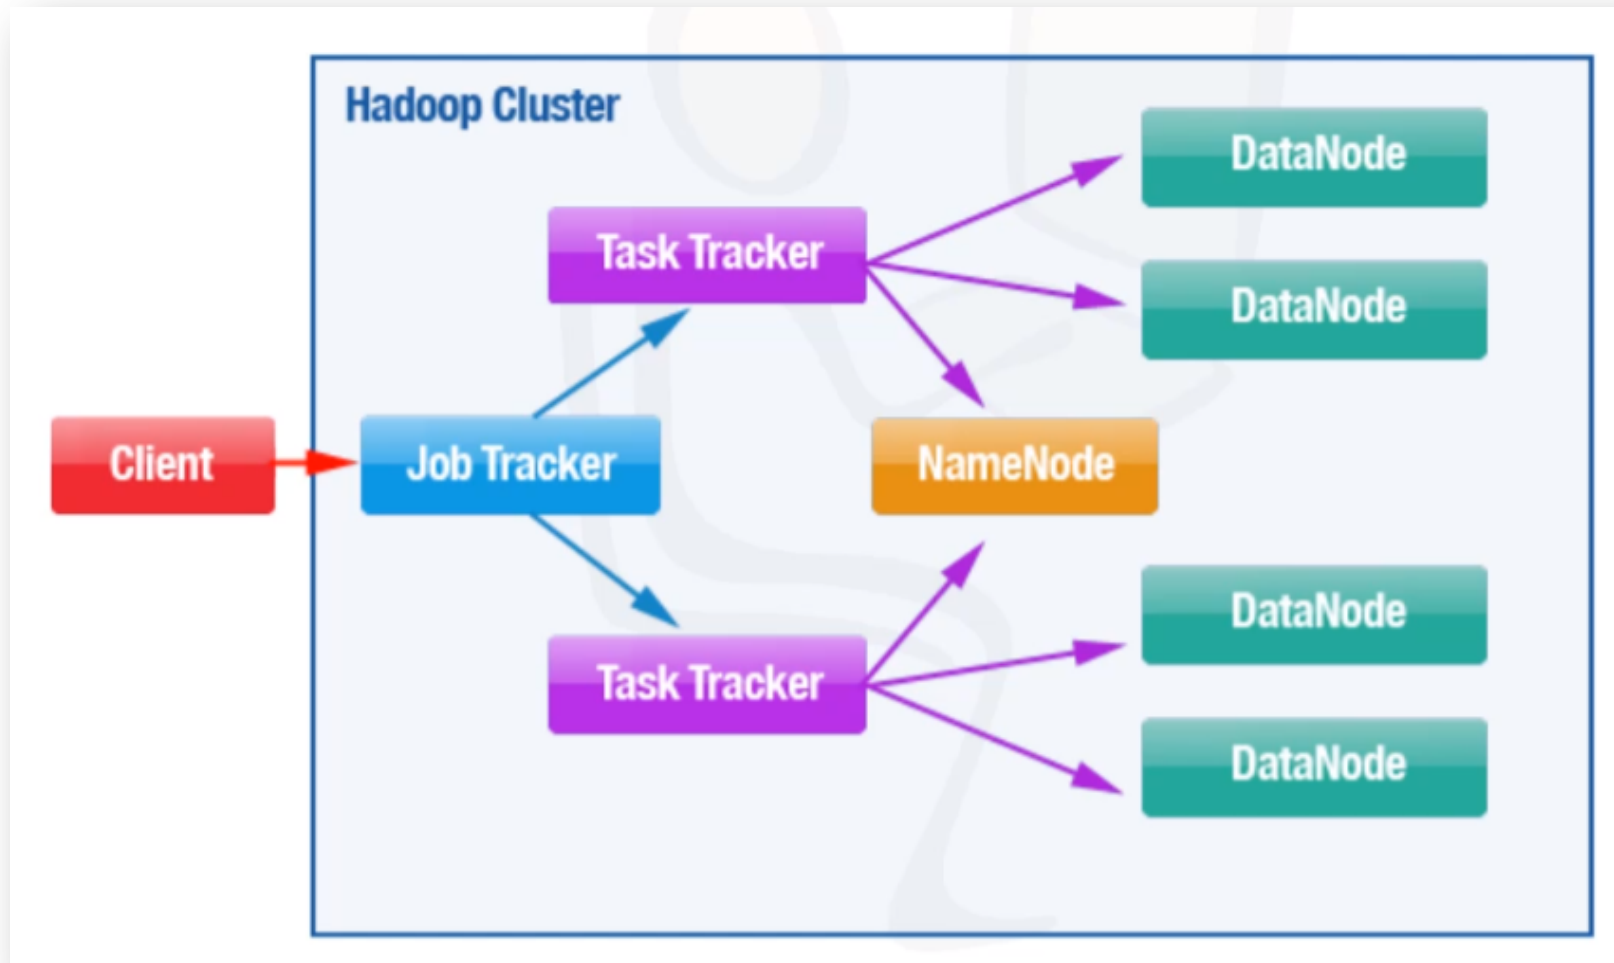 Hadoop Cluster
DataNode
Task Tracker
DataNode
Client
Job Tracker
NameNode
DataNode
Task Tracker
DataNode